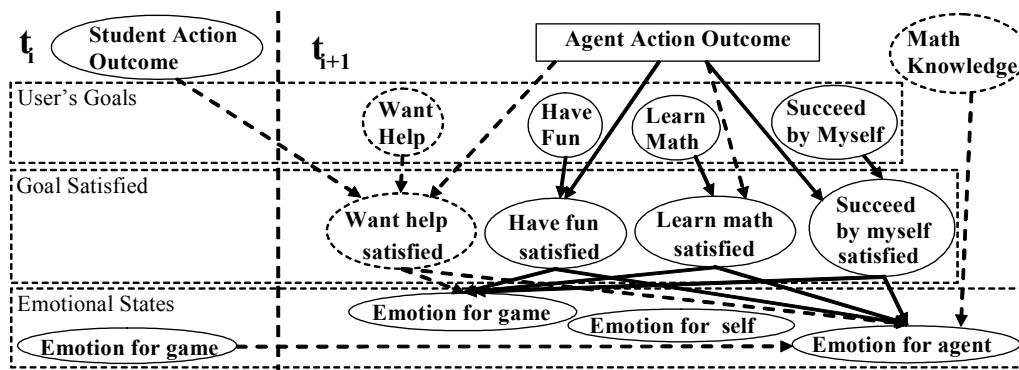 t_i
Student Action
Outcome
t_{i+1}
Agent Action Outcome
Math
Knowledge
User's Goals
Want
Help
Have
Fun
Learn
Math
Succeed
by Myself
Goal Satisfied
Want help
satisfied
Have fun
satisfied
Learn math
satisfied
Succeed
by myself
satisfied
Emotional States
Emotion for game
Emotion for self
Emotion for game
Emotion for agent